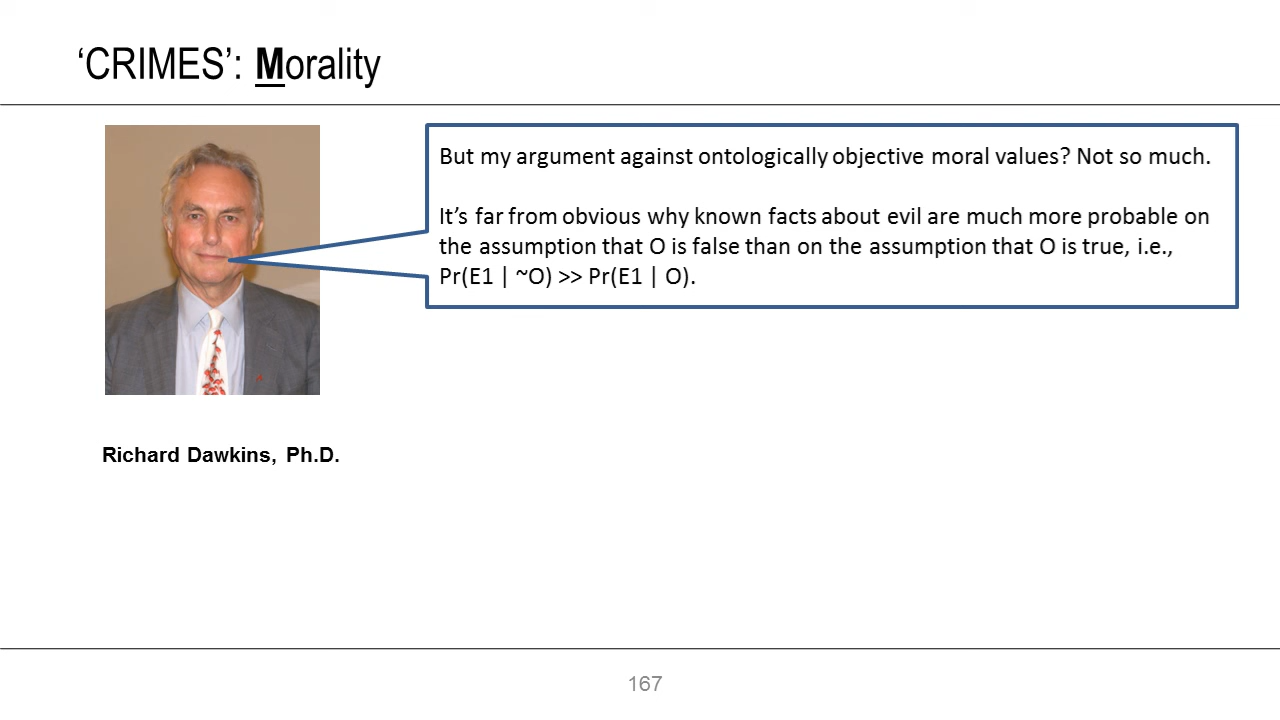 ‘CRIMES’: Morality
But my argument against ontologically objective moral values? Not so much.
It’s far from obvious why known facts about evil are much more probable on
the assumption that O is false than on the assumption that O is true, i.e.,
Pr(E1 | ~O) >> Pr(E1 | O).
Richard Dawkins, Ph.D.
167